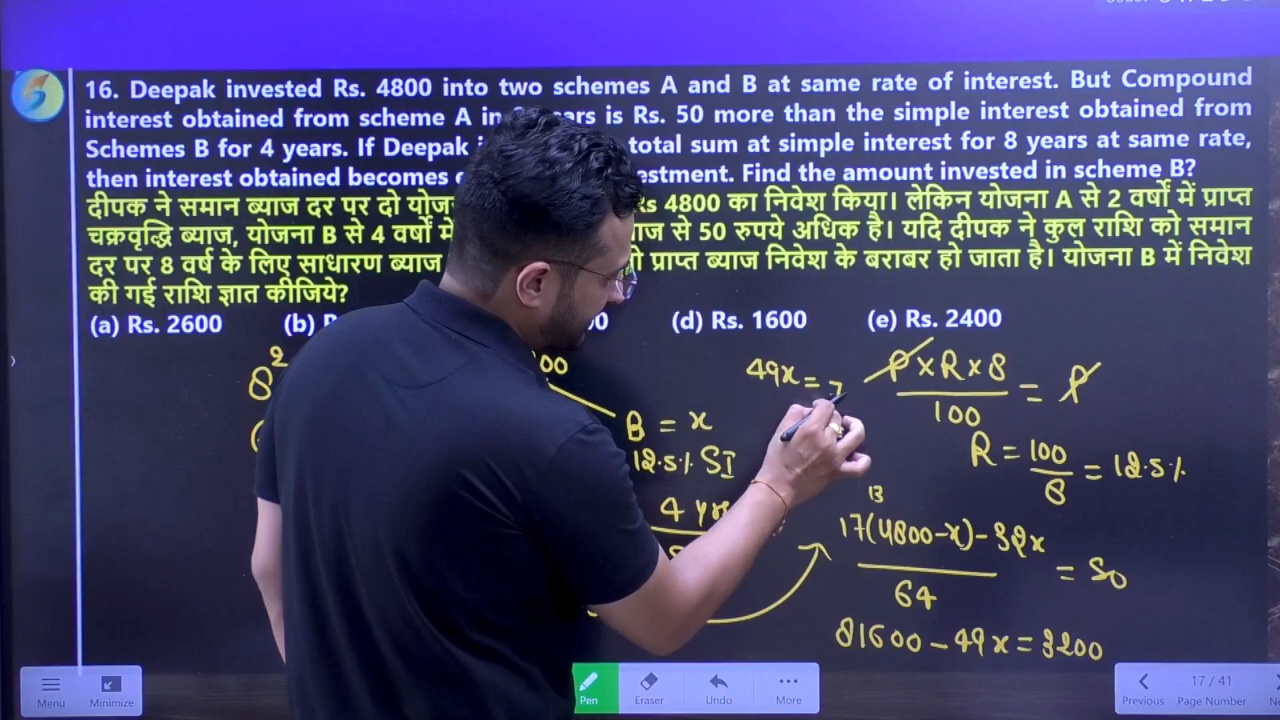 16. Deepak invested Rs. 4800 into two schemes A and B at same rate of interest. But Compound
interest obtained from scheme A in ears is Rs. 50 more than the simple interest obtained from
Schemes B for 4 years. If Deepak total sum at simple interest for 8 years at same rate,
then interest obtained becomes estment. Find the amount invested in scheme B?
दीपक ने समान ब्याज दर पर दो योज Rs 4800 का निवेश किया। लेकिन योजना A से 2 वर्षों में प्राप्त
चक्रवृद्धि ब्याज, योजना B से 4 वर्षों में ाज से 50 रुपये अधिक है। यदि दीपक ने कुल राशि को समान
दर पर 8 वर्ष के लिए साधारण ब्याज प्राप्त ब्याज निवेश के बराबर हो जाता है। योजना B में निवेश
की गई राशि ज्ञात कीजिये?
(a) Rs. 2600 (b) (d) Rs. 1600 (e) Rs. 2400
8²
00
B = x
12.5% SI
4 yrs
49x =
P×R×8 / 100 = P
R = 100/8 = 12.5%
13
17(4800-x)-32x / 64 = 50
81600-49x=3200
Menu Minimize Pen Eraser Undo More Previous 17 / 41 Page Number